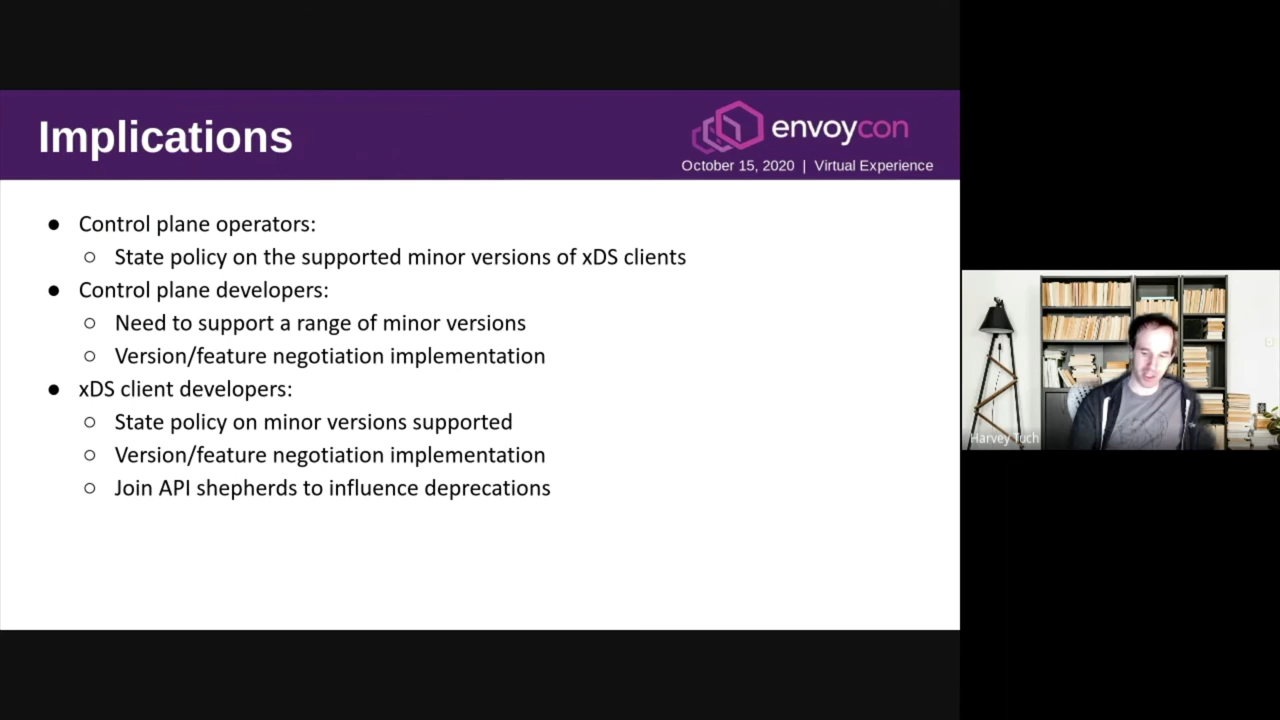 Implications
envoycon
October 15, 2020 | Virtual Experience
● Control plane operators:
○ State policy on the supported minor versions of xDS clients
● Control plane developers:
○ Need to support a range of minor versions
○ Version/feature negotiation implementation
● xDS client developers:
○ State policy on minor versions supported
○ Version/feature negotiation implementation
○ Join API shepherds to influence deprecations
Harvey Tuch